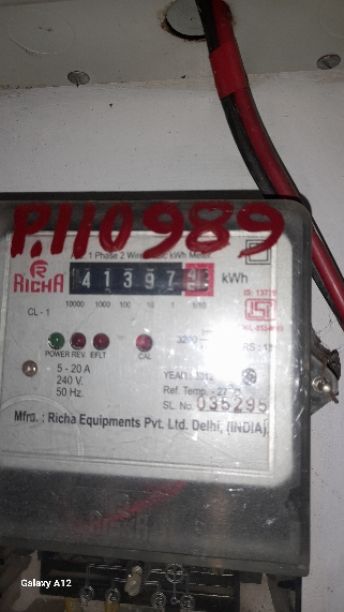 P.110989
1 Phase 2 Wire kWh Meter
RICHA
41397
kWh
10000 1000 100 10 1 1/10
CL - 1
3200
POWER REV. EFLT CAL
5 - 20 A
240 V.
50 Hz.
YEAR :
Ref. Temp. - 27
SL. No. 035295
Mfrd. : Richa Equipments Pvt. Ltd. Delhi, (INDIA)
Galaxy A12